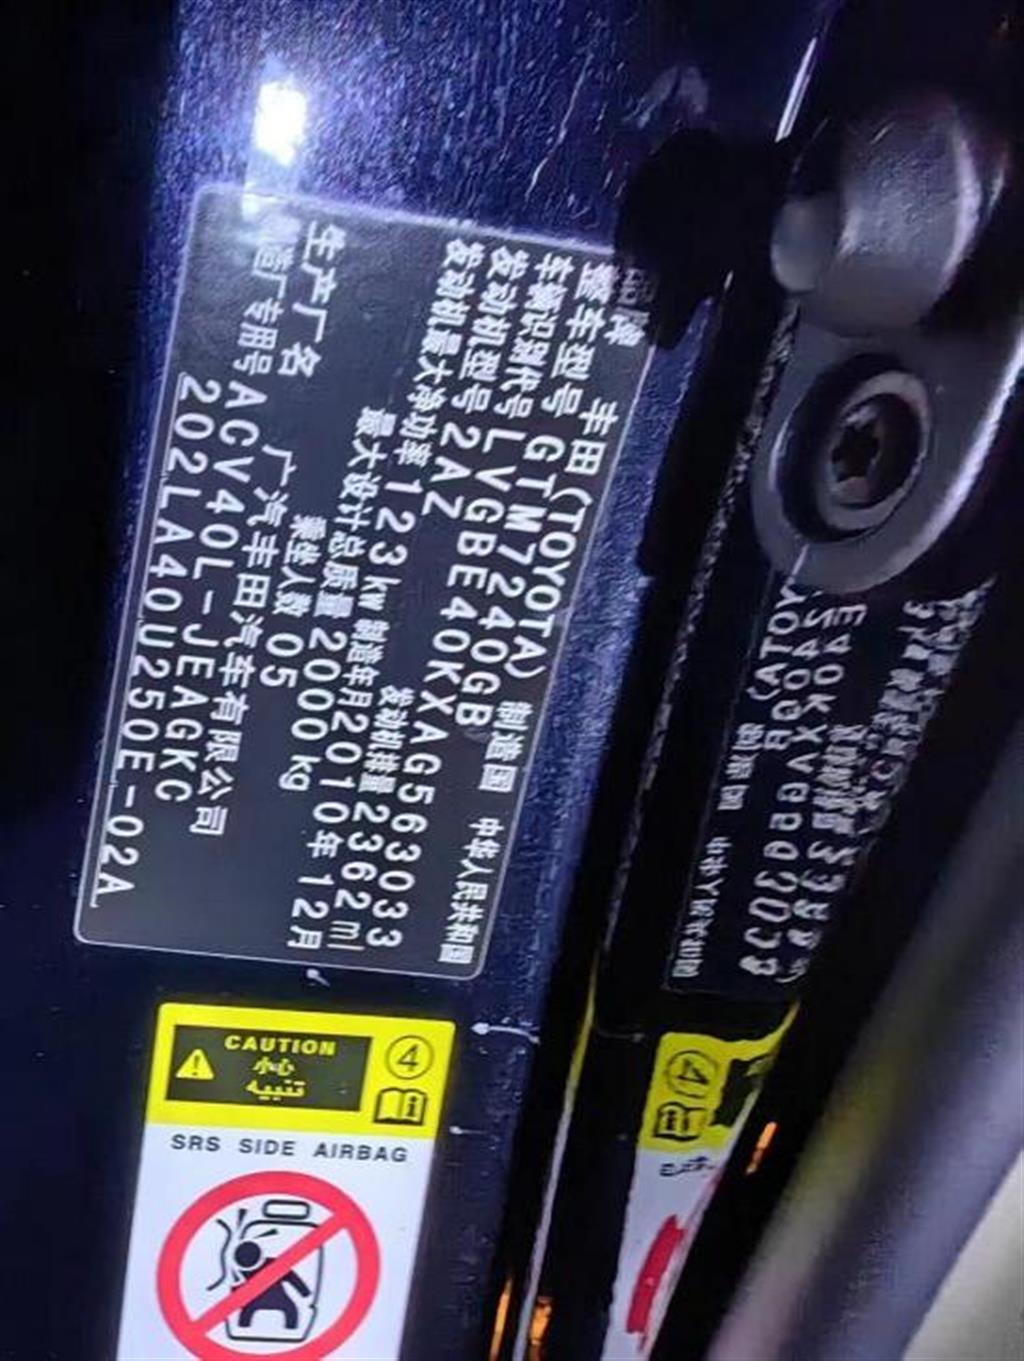 品牌 丰田(TOYOTA) 制造国 中华人民共和国
整车型号 GTM7240GB
车辆识别代号 LVGBE40KXAG563033
发动机型号 2AZ 发动机排量 2362ml
发动机最大净功率 123kw 制造年月 2010年12月
最大设计总质量 2000kg
乘坐人数 05
生产厂名 广汽丰田汽车有限公司
制造厂专用号 ACV40L-JEAGKC
202LA40U250E-02A
CAUTION
小心
تنبيه
4
SRS SIDE AIRBAG